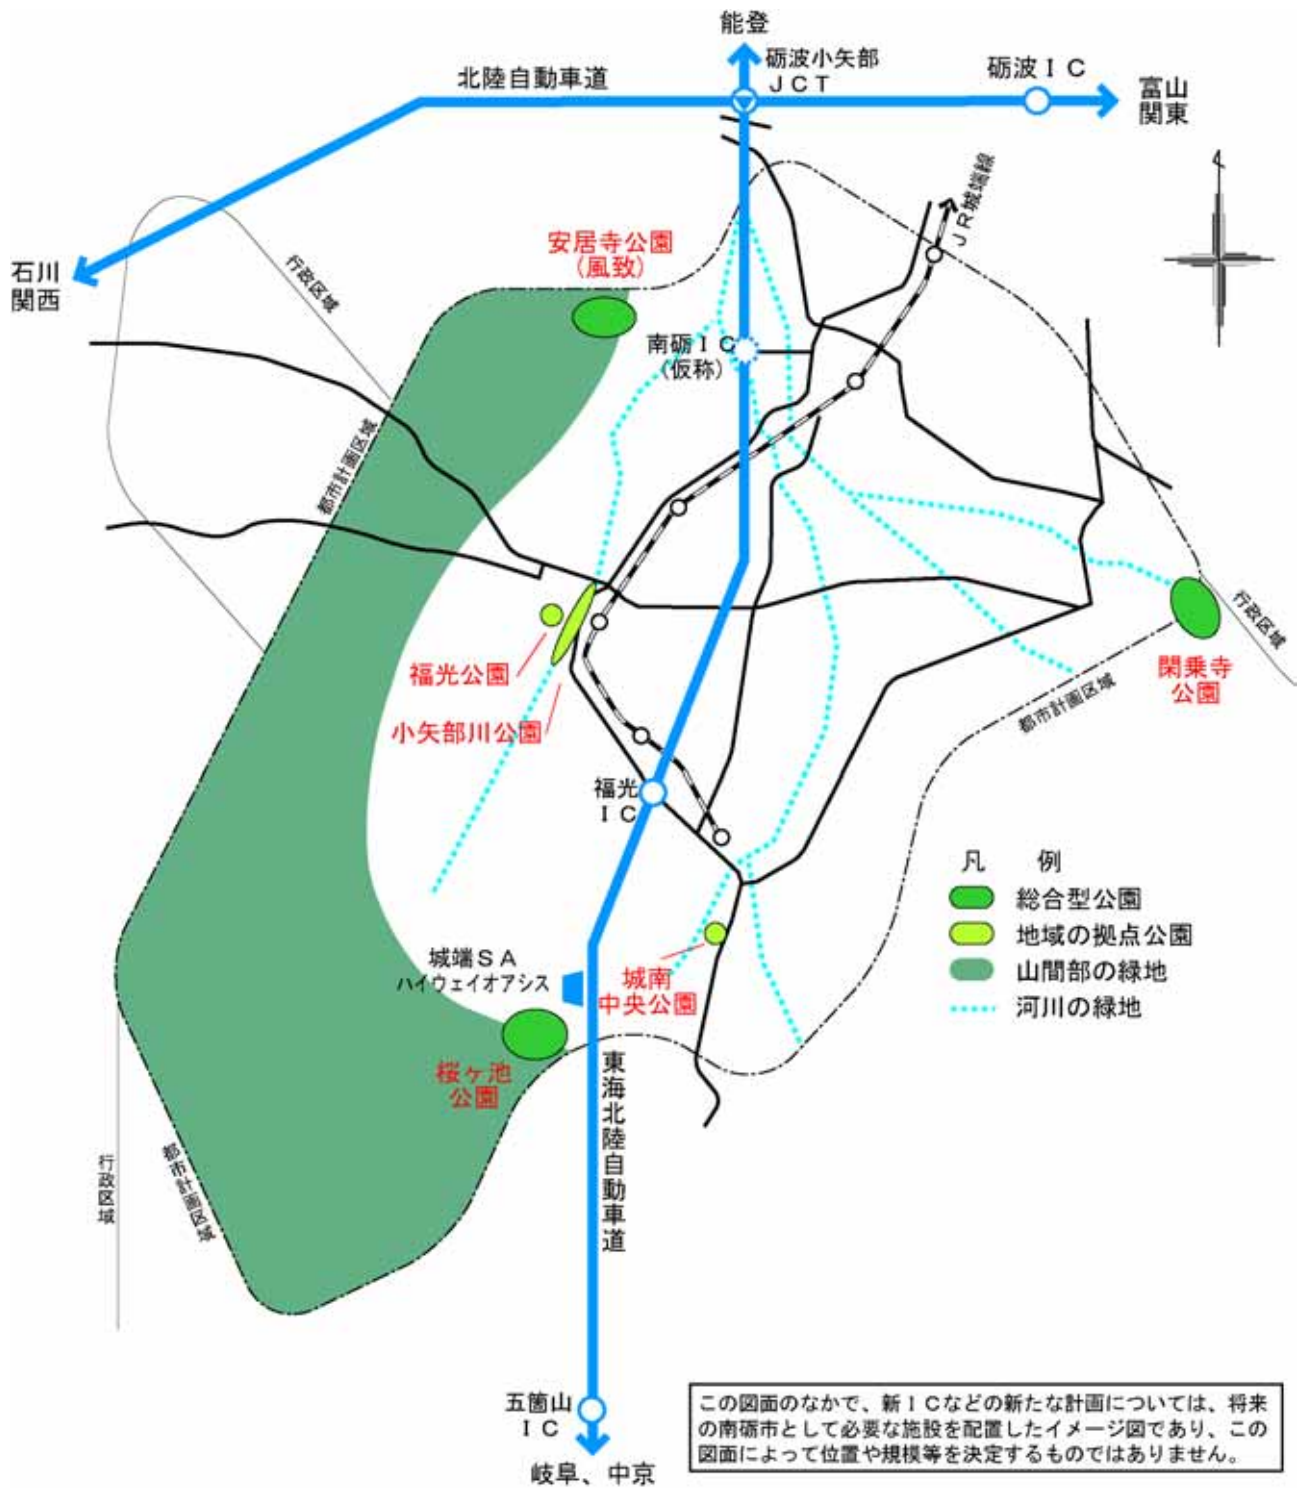 能登
北陸自動車道
砺波小矢部
ＪＣＴ
砺波ＩＣ
富山
関東
ＪＲ城端線
石川
関西
行政区域
安居寺公園
(風致)
南砺ＩＣ
(仮称)
都市計画区域
福光公園
小矢部川公園
閑乗寺
公園
行政区域
都市計画区域
福光
ＩＣ
凡　例
総合型公園
地域の拠点公園
山間部の緑地
河川の緑地
城端ＳＡ
ハイウェイオアシス
城南
中央公園
桜ヶ池
公園
東海北陸自動車道
行政区域
都市計画区域
五箇山
ＩＣ
岐阜、中京
この図面のなかで、新ＩＣなどの新たな計画については、将来
の南砺市として必要な施設を配置したイメージ図であり、この
図面によって位置や規模等を決定するものではありません。